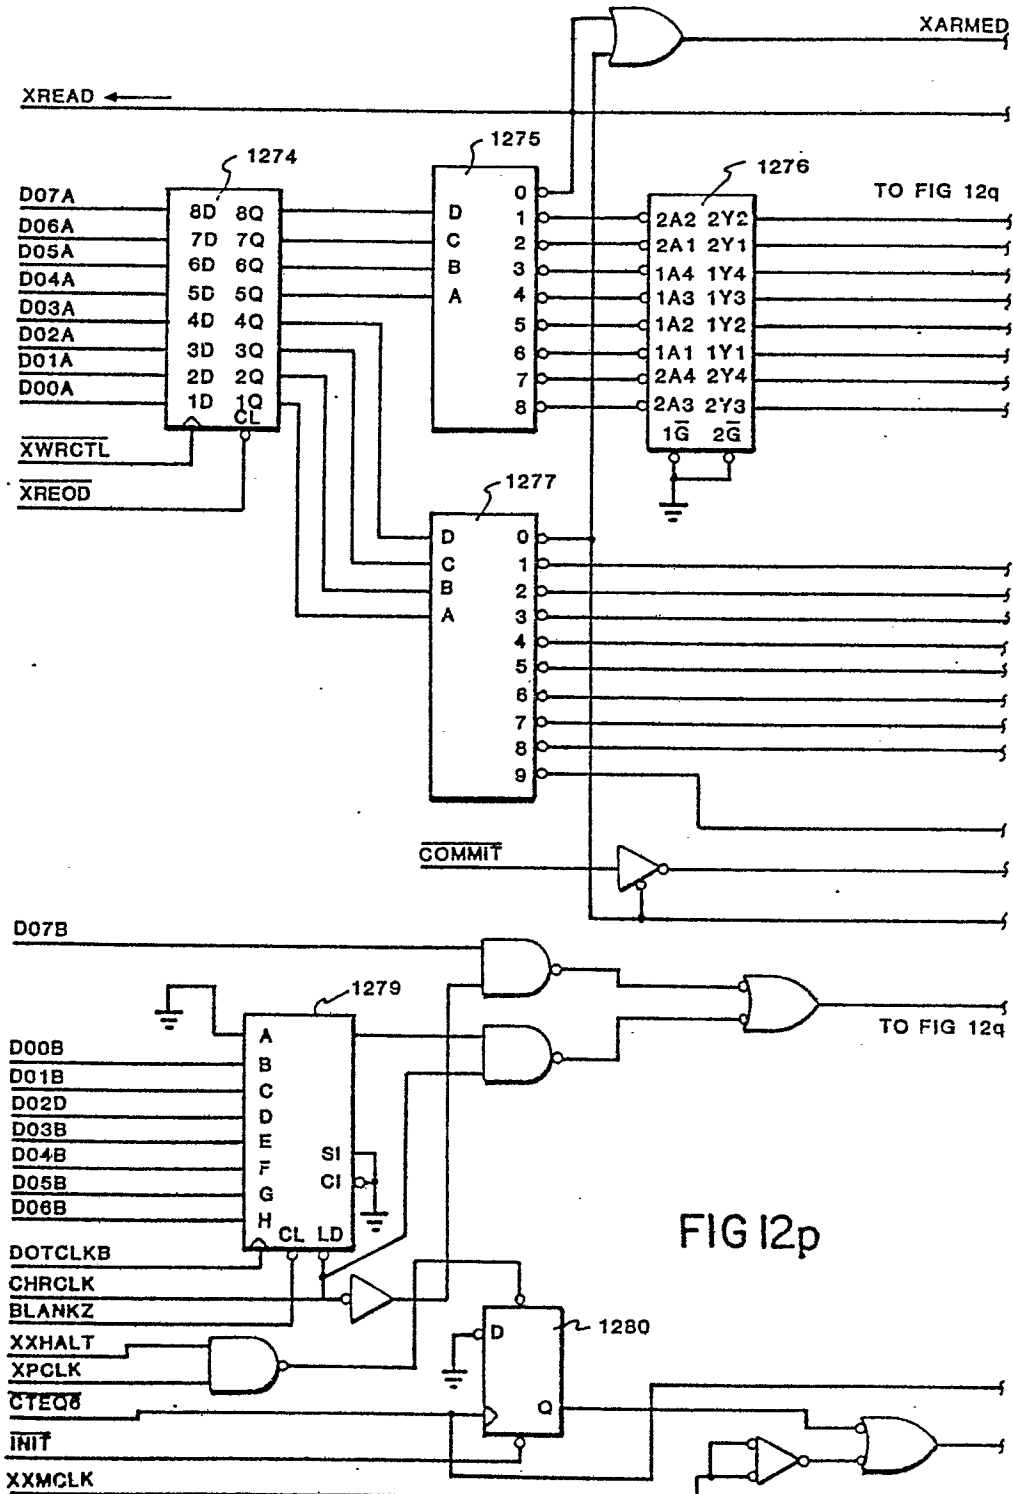 XARMED
XREAD
1275
1274
1276
TO FIG 12q
D07A
D06A
D05A
D04A
D03A
D02A
D01A
D00A
8D 8Q
7D 7Q
6D 6Q
5D 5Q
4D 4Q
3D 3Q
2D 2Q
1D 1Q
CL
XWRCTL
XREOD
D
C
B
A
0
1
2
3
4
5
6
7
8
2A2 2Y2
2A1 2Y1
1A4 1Y4
1A3 1Y3
1A2 1Y2
1A1 1Y1
2A4 2Y4
2A3 2Y3
1G̅ 2G̅
1277
D
C
B
A
0
1
2
3
4
5
6
7
8
9
COMMIT
D07B
1279
TO FIG 12q
D00B
D01B
D02D
D03B
D04B
D05B
D06B
A
B
C
D
E
F
G
H
SI
CI
CL LD
DOTCLKB
CHRCLK
BLANKZ
FIG 12p
XXHALT
XPCLK
CTEQ6
INIT
XXMCLK
D
Q
1280